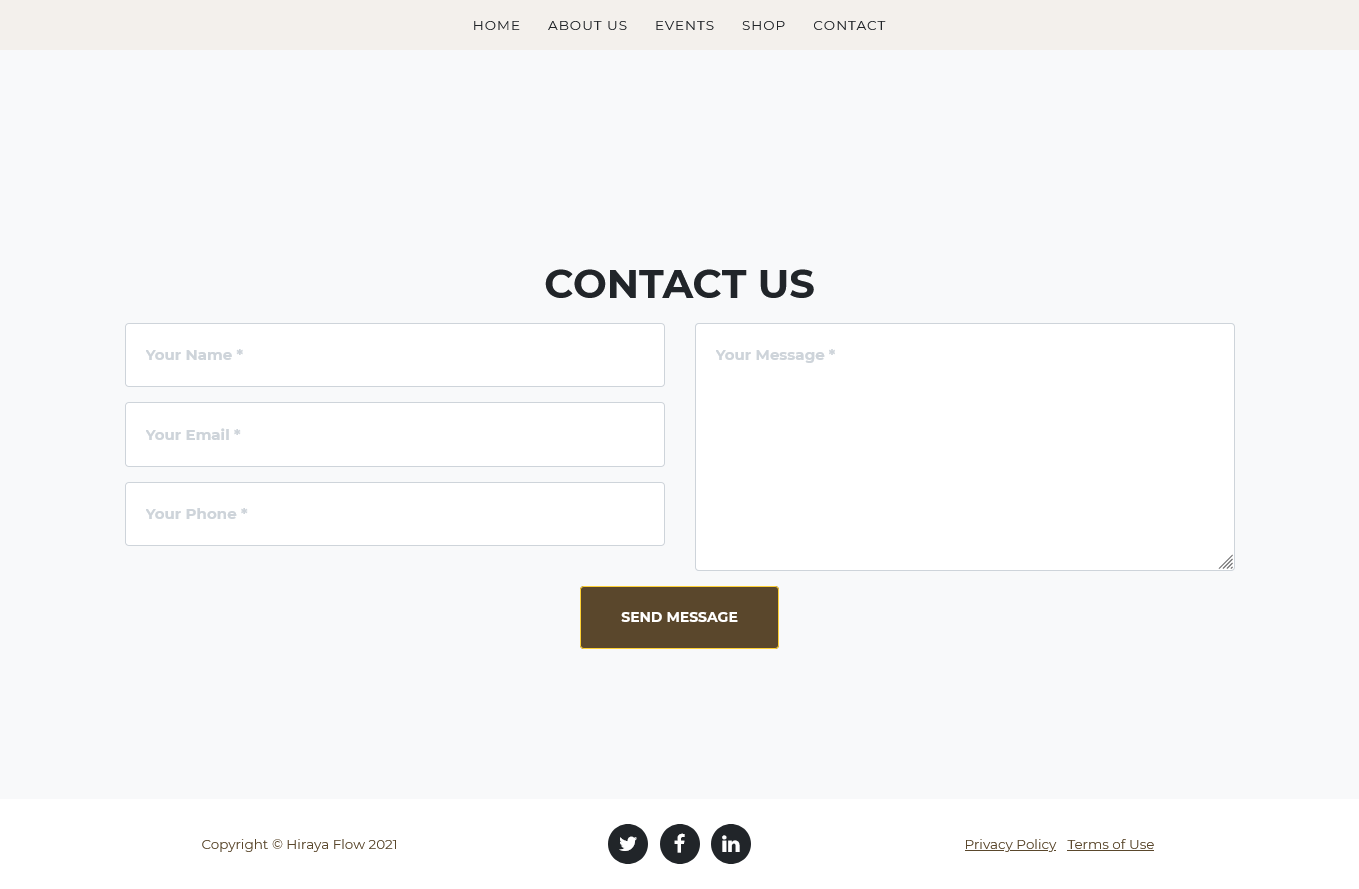 HOME ABOUT US EVENTS SHOP CONTACT
CONTACT US
Your Name *
Your Email *
Your Phone *
Your Message *
SEND MESSAGE
Copyright © Hiraya Flow 2021
Privacy Policy Terms of Use